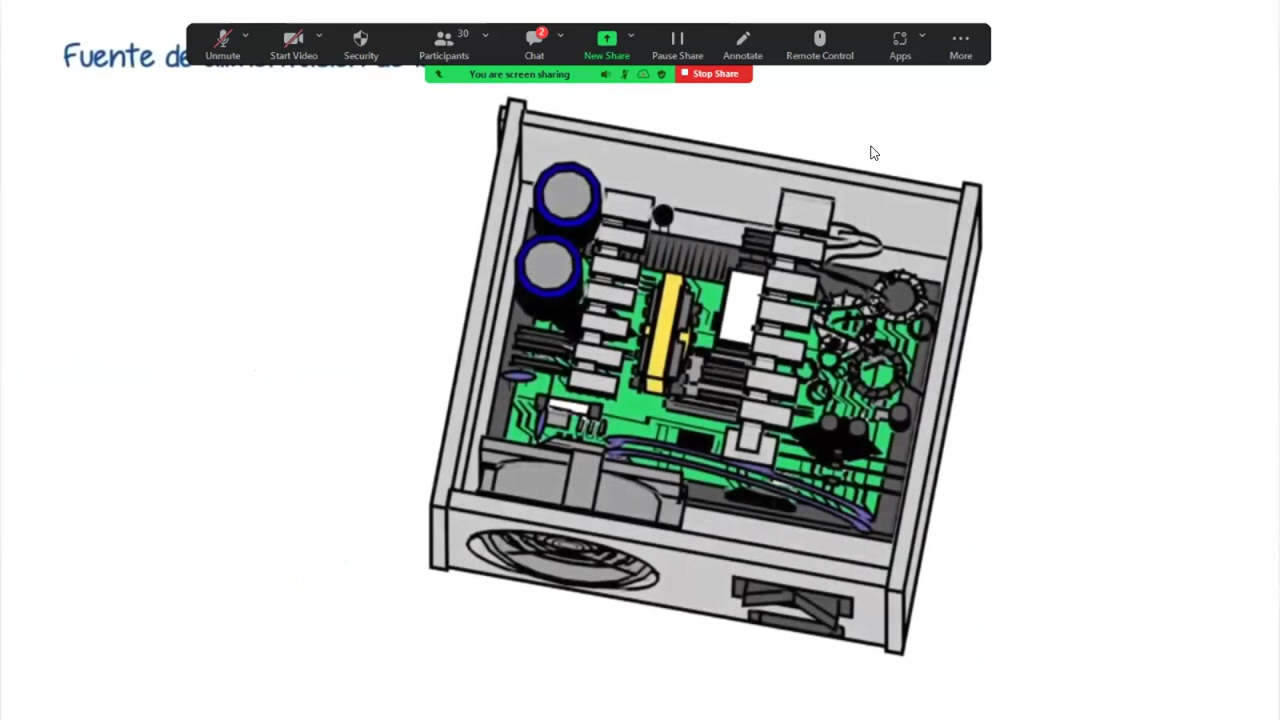 Fuente de
30
2
Unmute
Start Video
Security
Participants
Chat
New Share
Pause Share
Annotate
Remote Control
Apps
More
You are screen sharing
Stop Share